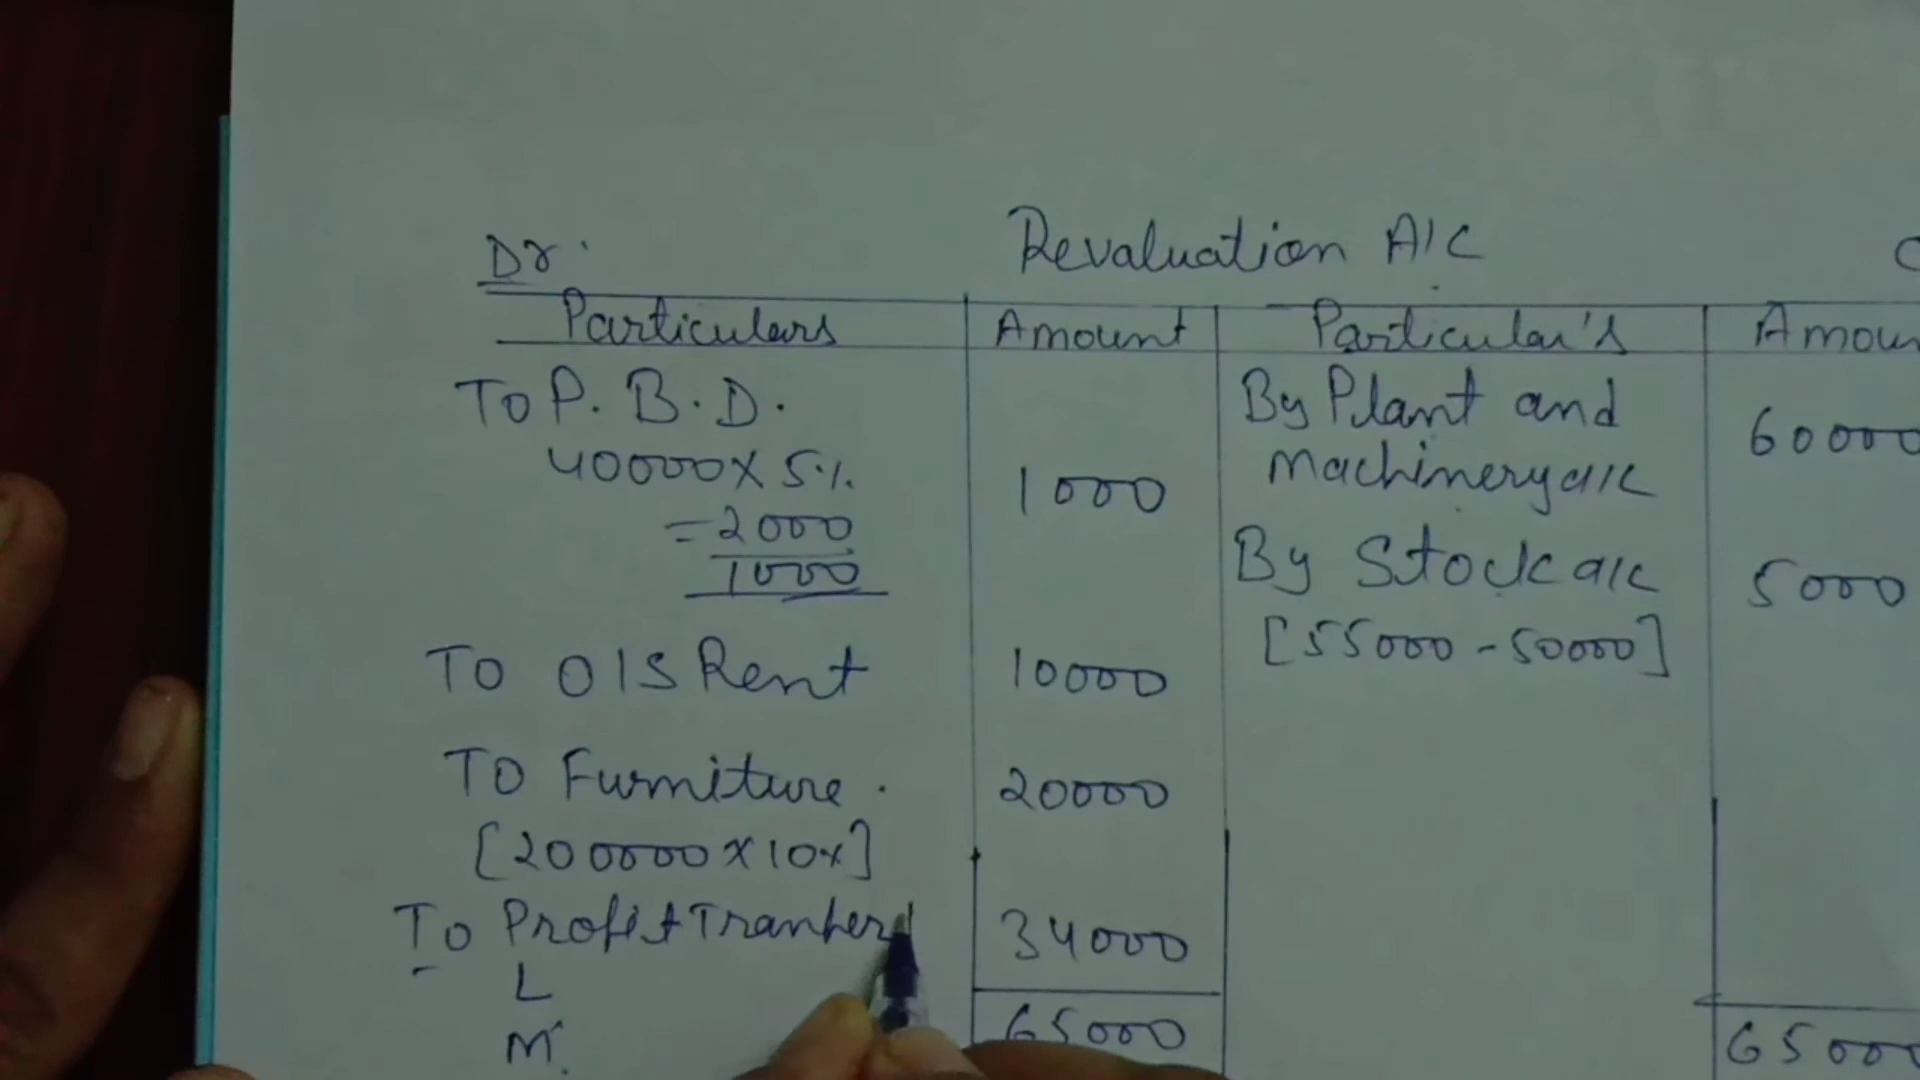 Dr. Revaluation A/C C
Particulars Amount Particular's Amoun
To P. B. D.
40000 x 5%
= 2000
1000
1000
By Plant and
Machinery a/c
60000
By Stock a/c
[55000 - 50000]
5000
To O/S Rent 10000
To Furniture. 20000
[200000 x 10%]
To Profit Tranfer 34000
L
M
65000 65000